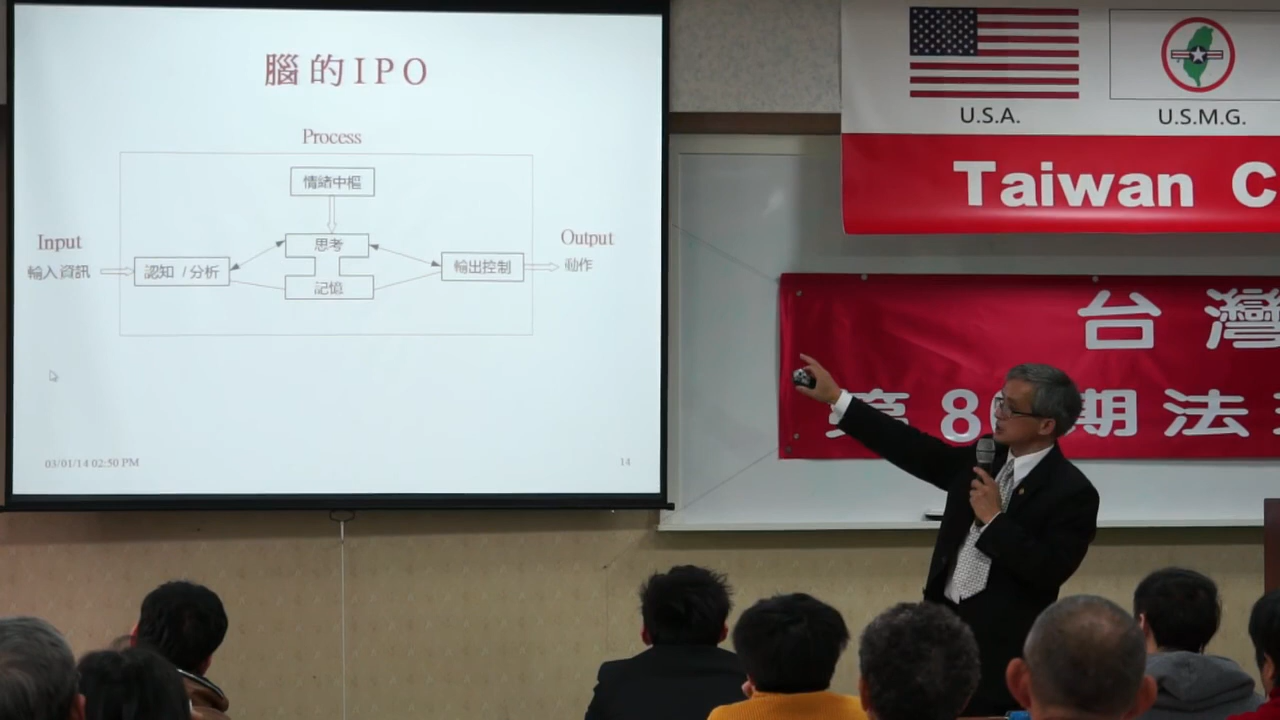 腦的IPO
Process
情緒中樞
Input
輸入資訊
認知 / 分析
思考
記憶
輸出控制
Output
動作
03/01/14 02:50 PM
14
U.S.A.
U.S.M.G.
Taiwan C
台灣
第8 期法